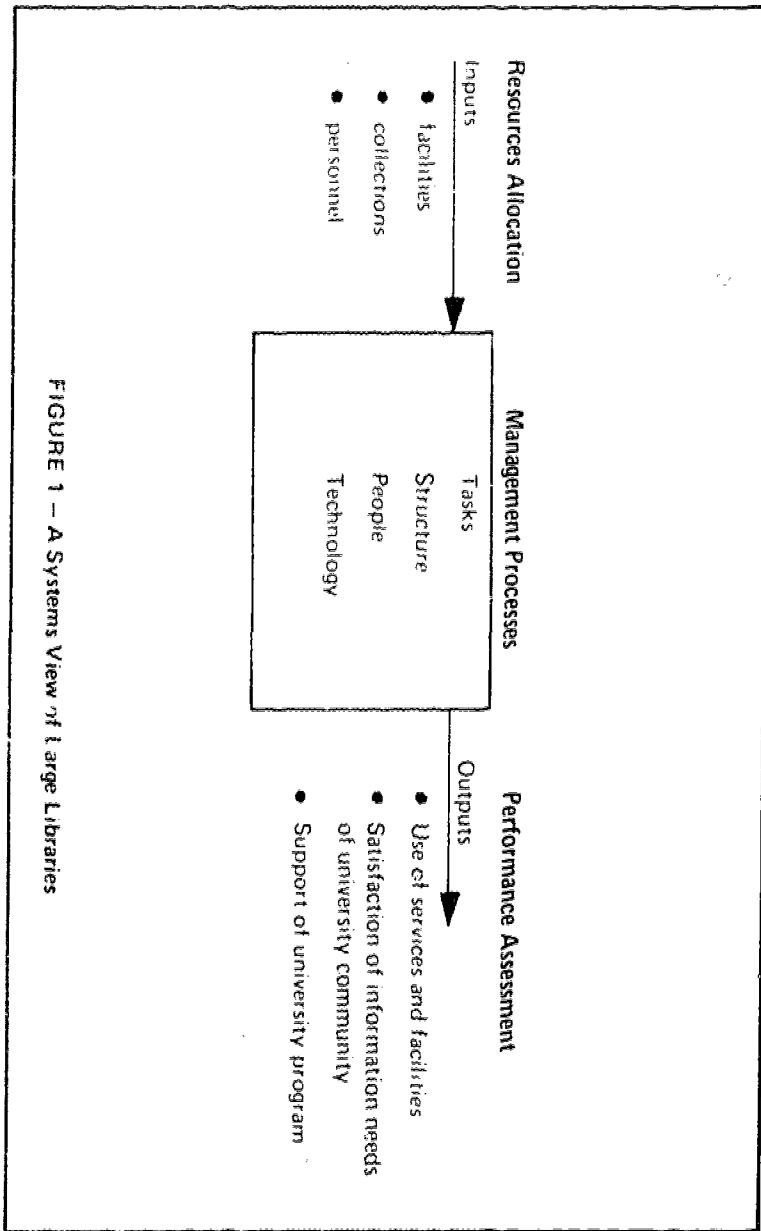 Resources Allocation
Inputs
● facilities
● collections
● personnel
Management Processes
Tasks
Structure
People
Technology
Performance Assessment
Outputs
● Use of services and facilities
● Satisfaction of information needs
of university community
● Support of university program
FIGURE 1 — A Systems View of Large Libraries